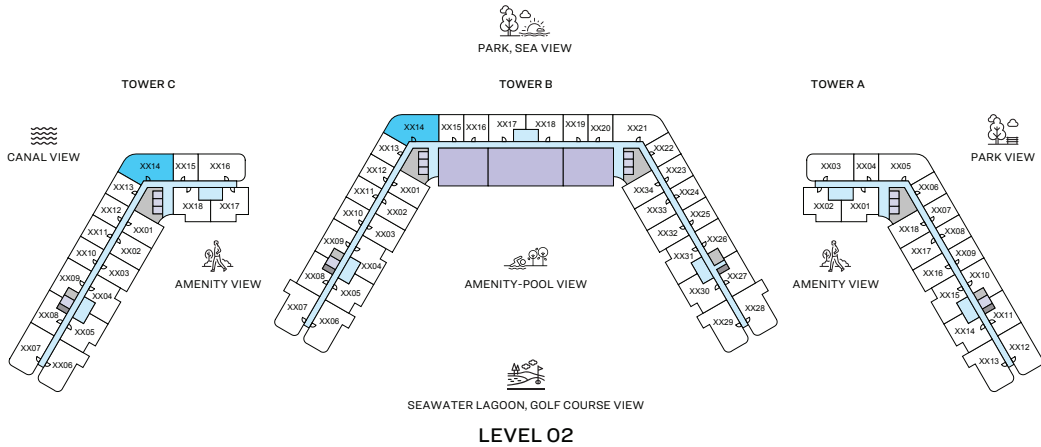 PARK, SEA VIEW
TOWER C
TOWER B
TOWER A
CANAL VIEW
PARK VIEW
XX14
XX15
XX16
XX13
XX12
XX11
XX10
XX09
XX08
XX07
XX06
XX05
XX04
XX03
XX02
XX01
XX18
XX17
AMENITY VIEW
XX14
XX15
XX16
XX17
XX18
XX19
XX20
XX21
XX13
XX12
XX11
XX10
XX09
XX08
XX07
XX06
XX05
XX04
XX03
XX02
XX01
XX22
XX23
XX24
XX25
XX26
XX27
XX28
XX29
XX30
XX31
XX32
XX33
XX34
AMENITY-POOL VIEW
XX03
XX04
XX05
XX02
XX01
XX06
XX07
XX08
XX09
XX10
XX11
XX12
XX13
XX14
XX15
XX16
XX17
XX18
AMENITY VIEW
SEAWATER LAGOON, GOLF COURSE VIEW
LEVEL 02